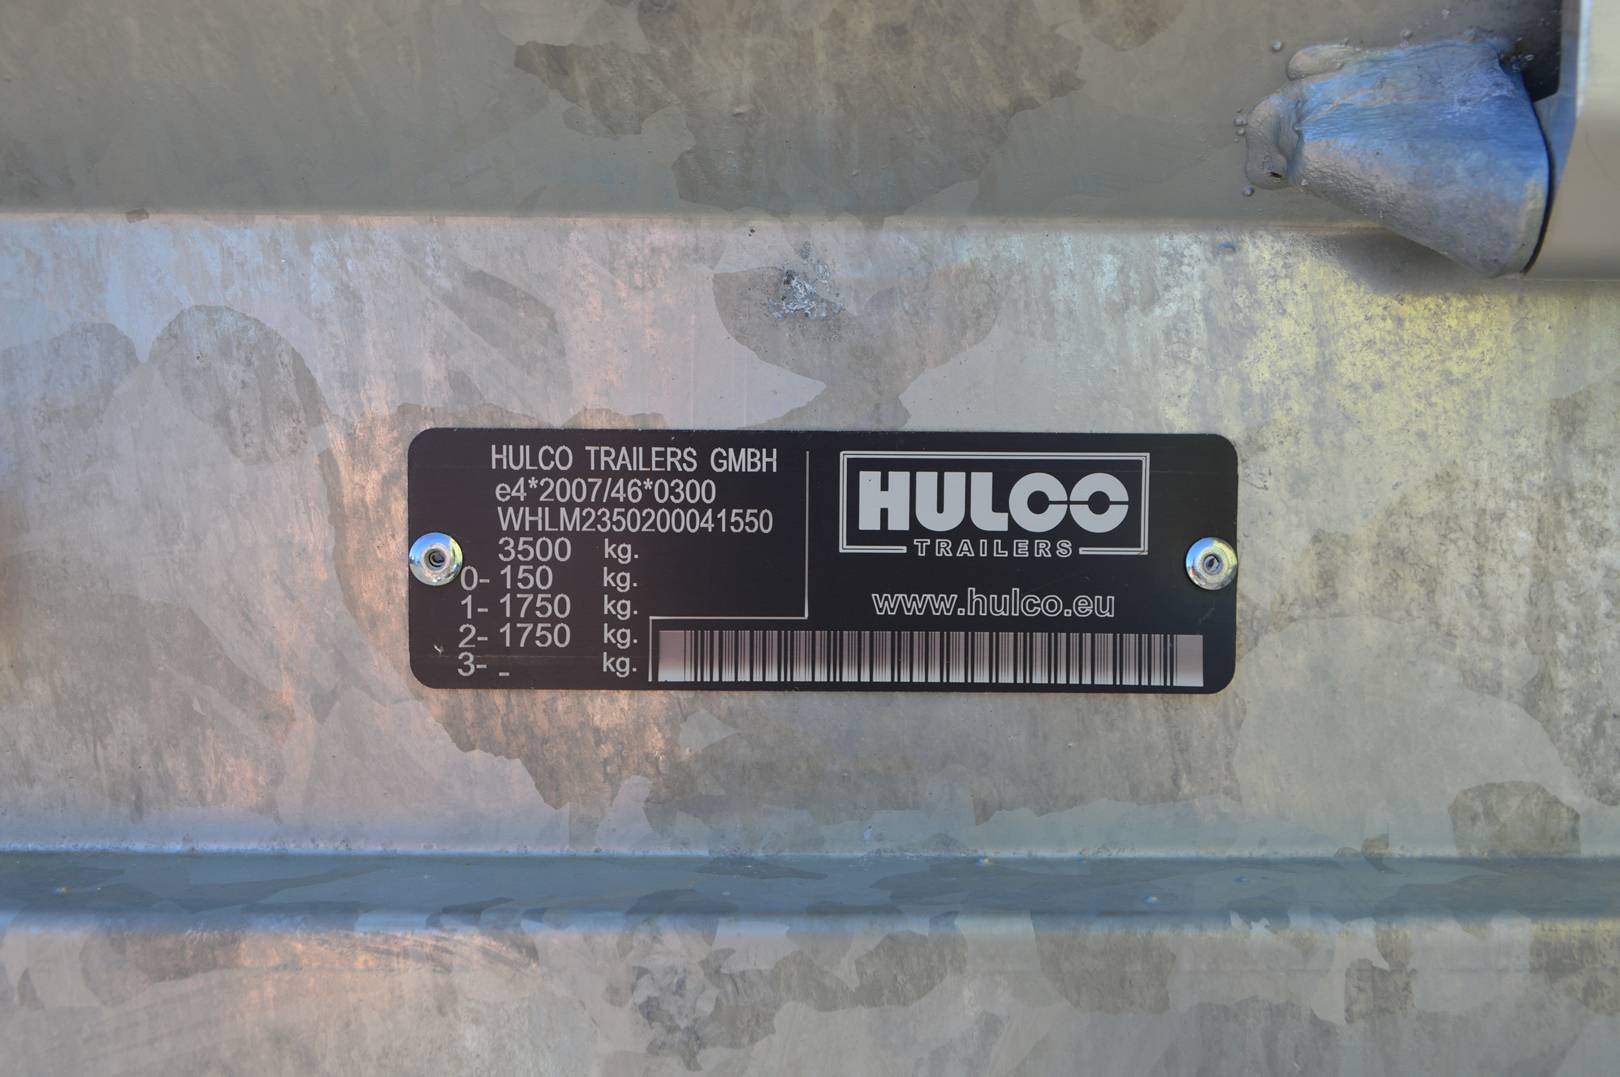 HULCO TRAILERS GMBH
e4*2007/46*0300
WHLM2350200041550
3500 kg.
0- 150 kg.
1- 1750 kg.
2- 1750 kg.
3- - kg.
HULCO
TRAILERS
www.hulco.eu